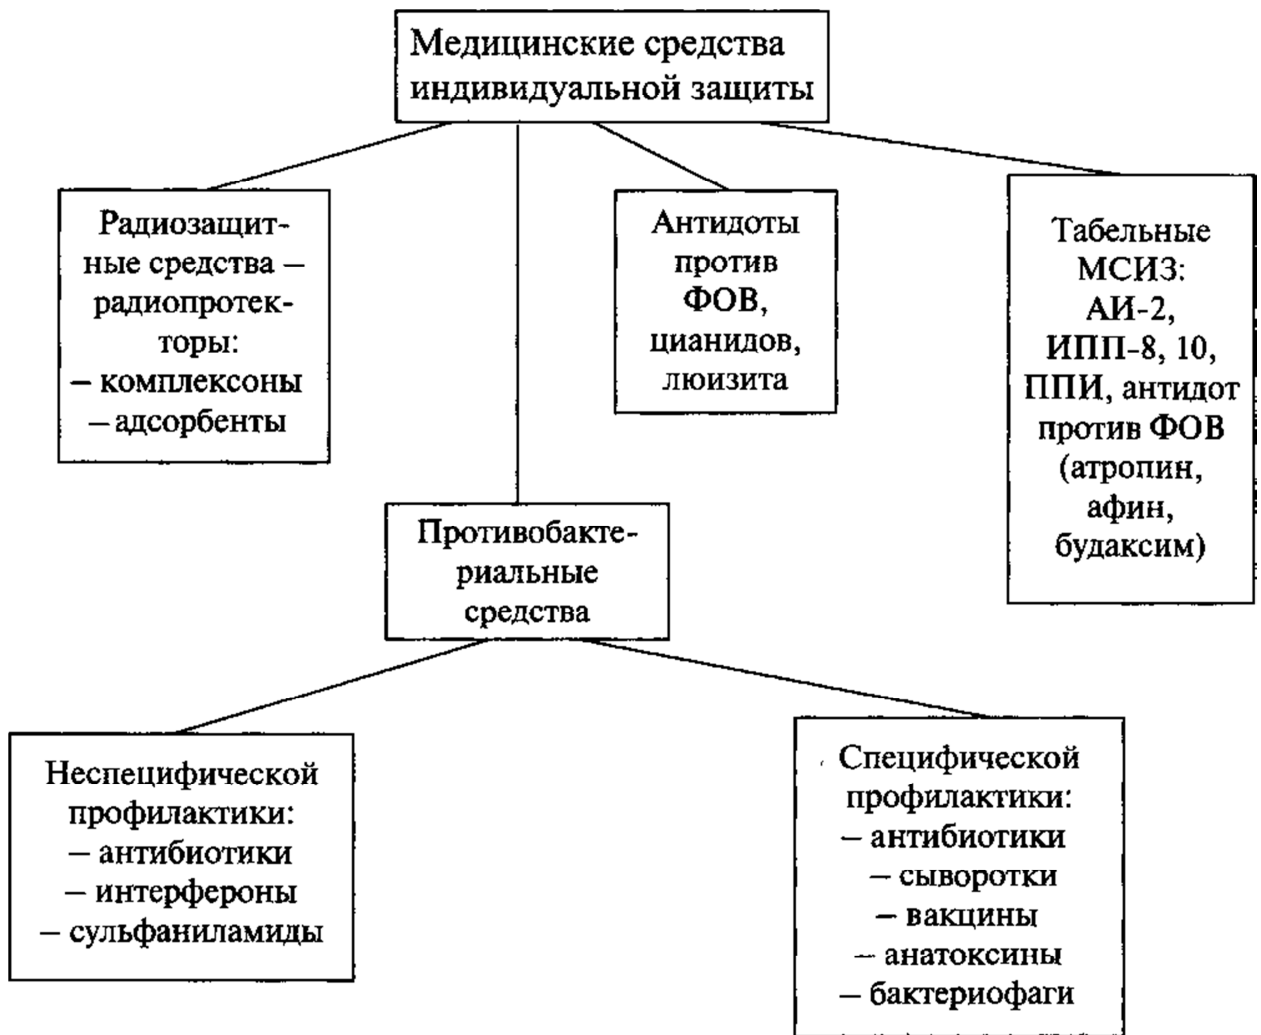 Медицинские средства
индивидуальной защиты
Радиозащит-
ные средства –
радиопротек-
торы:
– комплексоны
– адсорбенты
Антидоты
против
ФОВ,
цианидов,
люизита
Табельные
МСИЗ:
АИ-2,
ИПП-8, 10,
ППИ, антидот
против ФОВ
(атропин,
афин,
будаксим)
Противобакте-
риальные
средства
Неспецифической
профилактики:
– антибиотики
– интерфероны
– сульфаниламиды
Специфической
профилактики:
– антибиотики
– сыворотки
– вакцины
– анатоксины
– бактериофаги